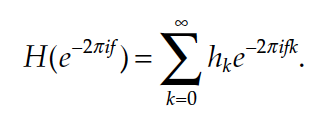 H(e^{-2πif}) = ∑_{k=0}^{∞} h_k e^{-2πifk}.